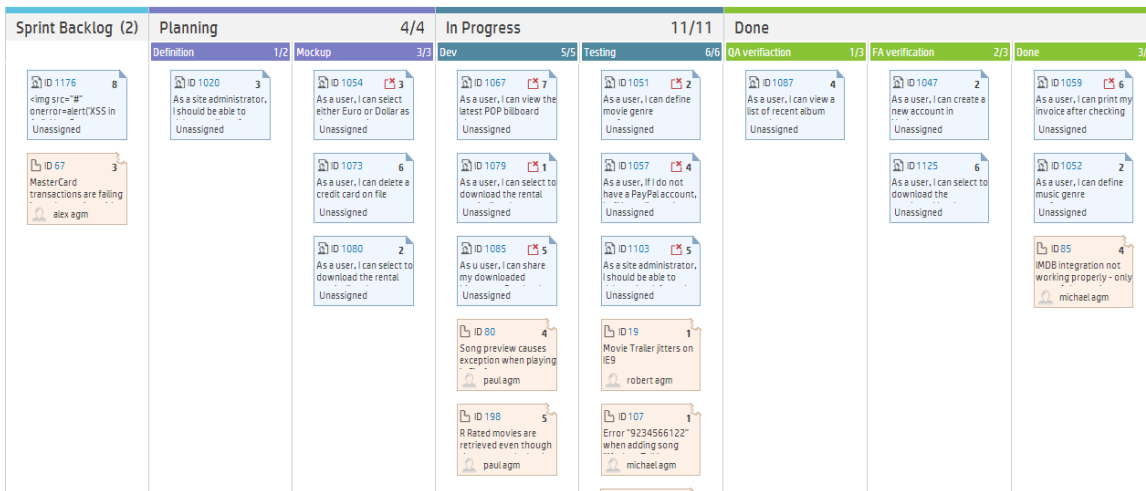 Sprint Backlog (2)
Planning 4/4
In Progress 11/11
Done
Definition 1/2
Mockup 3/3
Dev 5/5
Testing 6/6
QA verifiaction 1/3
FA verification 2/3
Done 3/
ID 1176 8
<img src="#"
onerror=alert('XSS in
Unassigned
ID 67 3
MasterCard
transactions are failing
alex agm
ID 1020 3
As a site administrator,
I should be able to
Unassigned
ID 1054 3
As a user, I can select
either Euro or Dollar as
Unassigned
ID 1073 6
As a user, I can delete a
credit card on file
Unassigned
ID 1080 2
As a user, I can select to
download the rental
Unassigned
ID 1067 7
As a user, I can view the
latest POP billboard
Unassigned
ID 1079 1
As a user, I can select to
download the rental
Unassigned
ID 1085 5
As u user, I can share
my downloaded
Unassigned
ID 80 4
Song preview causes
exception when playing
paul agm
ID 198 5
R Rated movies are
retrieved even though
paul agm
ID 1051 2
As a user, I can define
movie genre
Unassigned
ID 1057 4
As a user, If I do not
have a PayPal account,
Unassigned
ID 1103 5
As a site administrator,
I should be able to
Unassigned
ID 19 1
Movie Trailer jitters on
IE9
robert agm
ID 107 1
Error "9234566122"
when adding song
michael agm
ID 1087 4
As a user, I can view a
list of recent album
Unassigned
ID 1047 2
As a user, I can create a
new account in
Unassigned
ID 1125 6
As a user, I can select to
download the
Unassigned
ID 1059 6
As a user, I can print my
invoice after checking
Unassigned
ID 1052 2
As a user, I can define
music genre
Unassigned
ID 85 4
IMDB integration not
working properly - only
michael agm